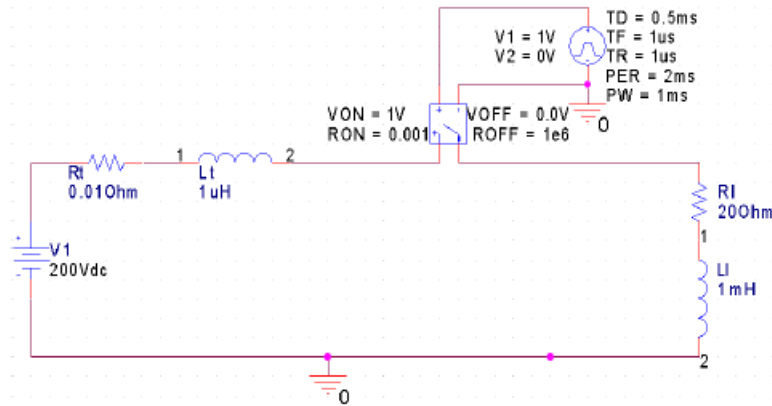 TD = 0.5ms
V1 = 1V
TF = 1us
V2 = 0V
TR = 1us
PER = 2ms
PW = 1ms
0
VON = 1V
VOFF = 0.0V
RON = 0.001
ROFF = 1e6
1
2
Rt
0.01Ohm
Lt
1uH
Rl
20Ohm
1
V1
200Vdc
Ll
1mH
2
0